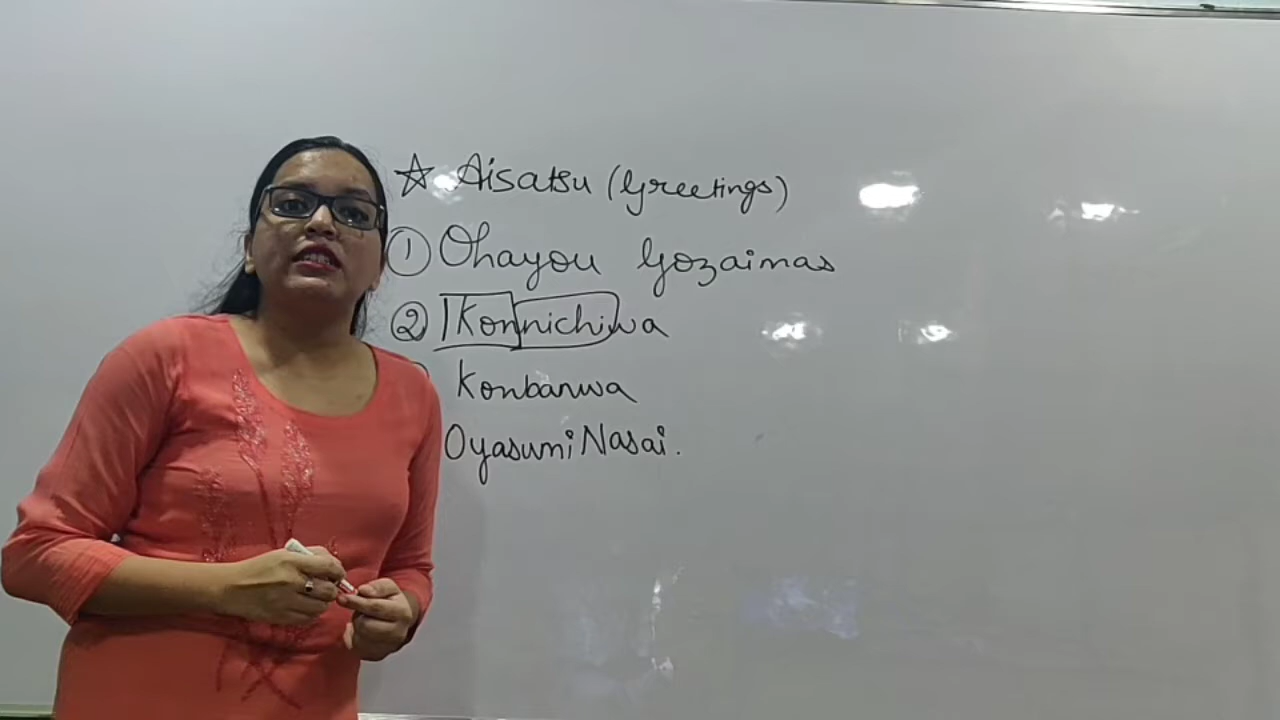 ☆ Aisatsu (Greetings)
① Ohayou Gozaimas
② Konnichiwa
Konbanwa
Oyasumi Nasai.